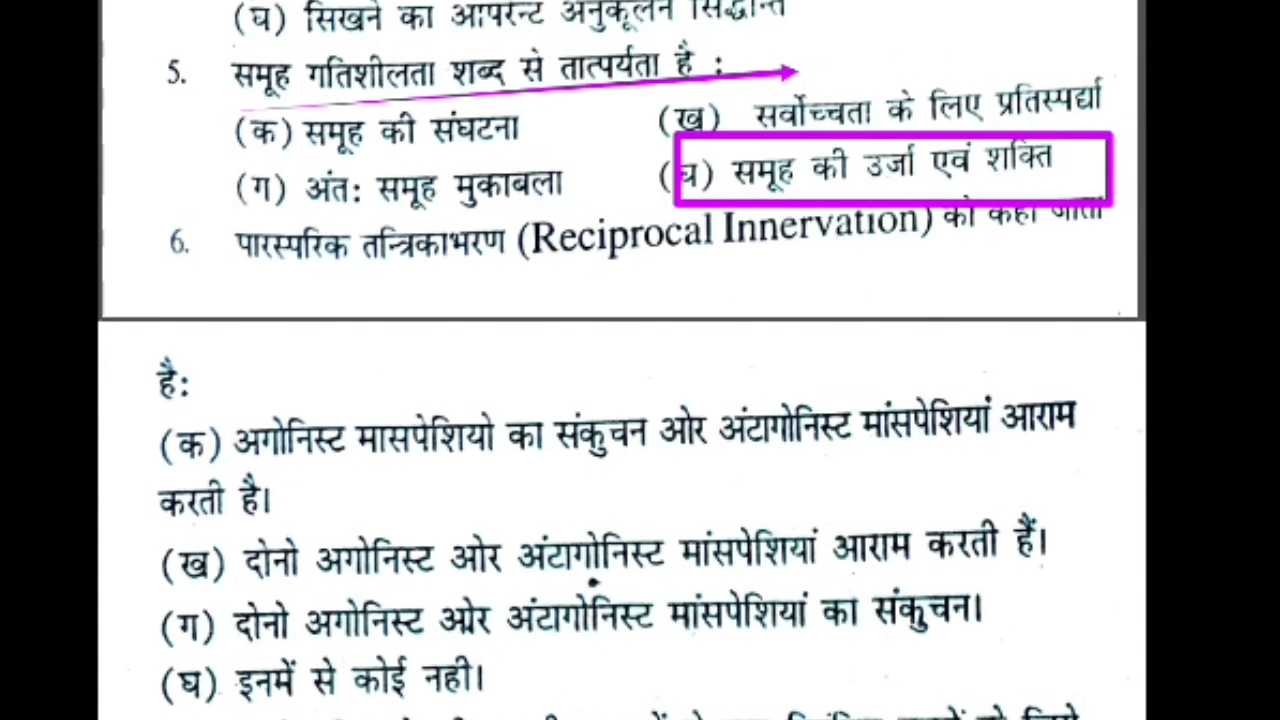 (घ) सिखने का आपरेन्ट अनुकूलन सिद्धान्त
5. समूह गतिशीलता शब्द से तात्पर्यता है :
(क) समूह की संघटना (ख) सर्वोच्चता के लिए प्रतिस्पर्द्या
(ग) अंतः समूह मुकाबला (घ) समूह की उर्जा एवं शक्ति
6. पारस्परिक तन्त्रिकाभरण (Reciprocal Innervation) को कहा जाता
है:
(क) अगोनिस्ट मासपेशियो का संकुचन ओर अंटागोनिस्ट मांसपेशियां आराम
करती है।
(ख) दोनो अगोनिस्ट ओर अंटागोनिस्ट मांसपेशियां आराम करती हैं।
(ग) दोनो अगोनिस्ट ओर अंटागोनिस्ट मांसपेशियां का संकुचन।
(घ) इनमें से कोई नही।